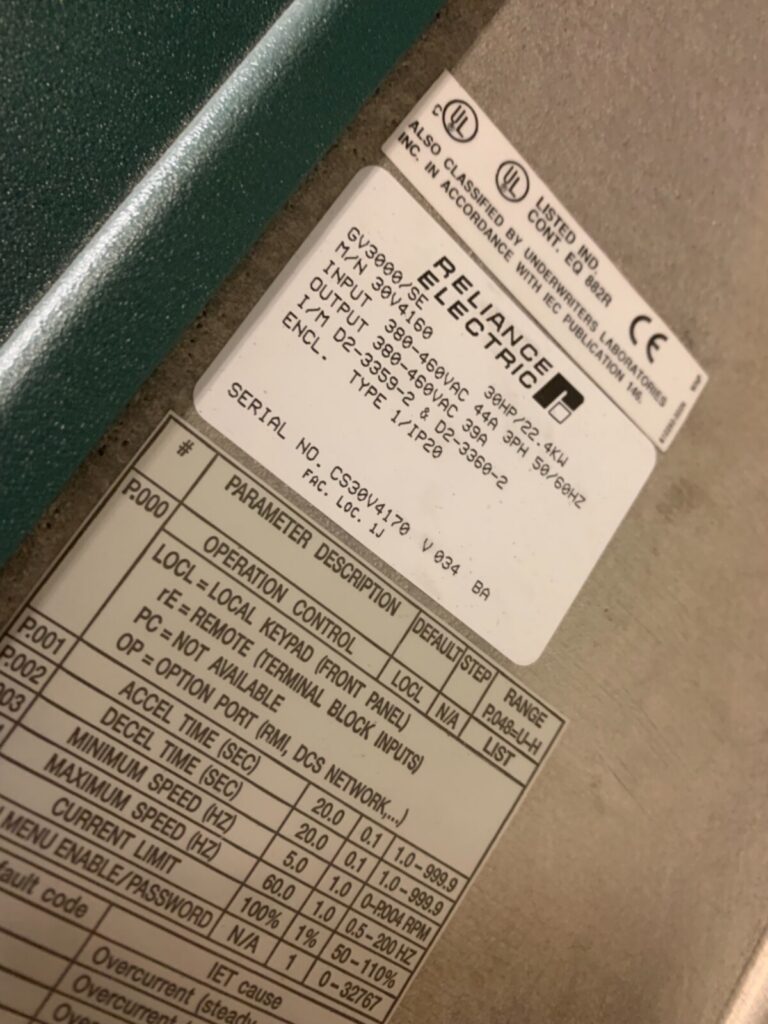 c UL UL LISTED IND.
CONT. EQ 882R
ALSO CLASSIFIED BY UNDERWRITERS LABORATORIES
INC. IN ACCORDANCE WITH IEC PUBLICATION 146.
CE
RELIANCE
ELECTRIC
GV3000/SE 30HP/22.4KW
M/N 30V4160
INPUT 380-460VAC 44A 3PH 50/60HZ
OUTPUT 380-460VAC 39A
I/M D2-3359-2 & D2-3360-2
ENCL. TYPE 1/IP20
SERIAL NO. CS30V4170 V 034 BA
FAC. LOC. 1J
# PARAMETER DESCRIPTION DEFAULT STEP RANGE
P.000 OPERATION CONTROL LOCL N/A P.048=U-H
LOCL = LOCAL KEYPAD (FRONT PANEL) LIST
rE = REMOTE (TERMINAL BLOCK INPUTS)
PC = NOT AVAILABLE
OP = OPTION PORT (RMI, DCS NETWORK,...)
P.001 ACCEL TIME (SEC) 20.0 0.1 1.0 - 999.9
P.002 DECEL TIME (SEC) 20.0 0.1 1.0 - 999.9
003 MINIMUM SPEED (HZ) 5.0 1.0 0-P.004 RPM
MAXIMUM SPEED (HZ) 60.0 1.0 0.5-200 HZ
CURRENT LIMIT 100% 1% 50 - 110%
MENU ENABLE/PASSWORD N/A 1 0 - 32767
fault code IET cause
Overcurrent (steady
Overcurrent